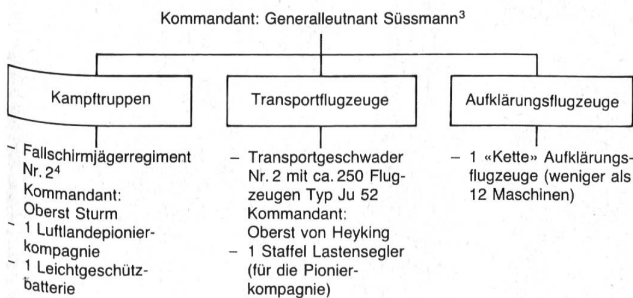 Kommandant: Generalleutnant Süssmann³
Kampftruppen
Transportflugzeuge
Aufklärungsflugzeuge
– Fallschirmjägerregiment
Nr. 2⁴
Kommandant:
Oberst Sturm
– 1 Luftlandepionier-
kompagnie
– 1 Leichtgeschütz-
batterie
– Transportgeschwader
Nr. 2 mit ca. 250 Flug-
zeugen Typ Ju 52
Kommandant:
Oberst von Heyking
– 1 Staffel Lastensegler
(für die Pionier-
kompagnie)
– 1 «Kette» Aufklärungs-
flugzeuge (weniger als
12 Maschinen)